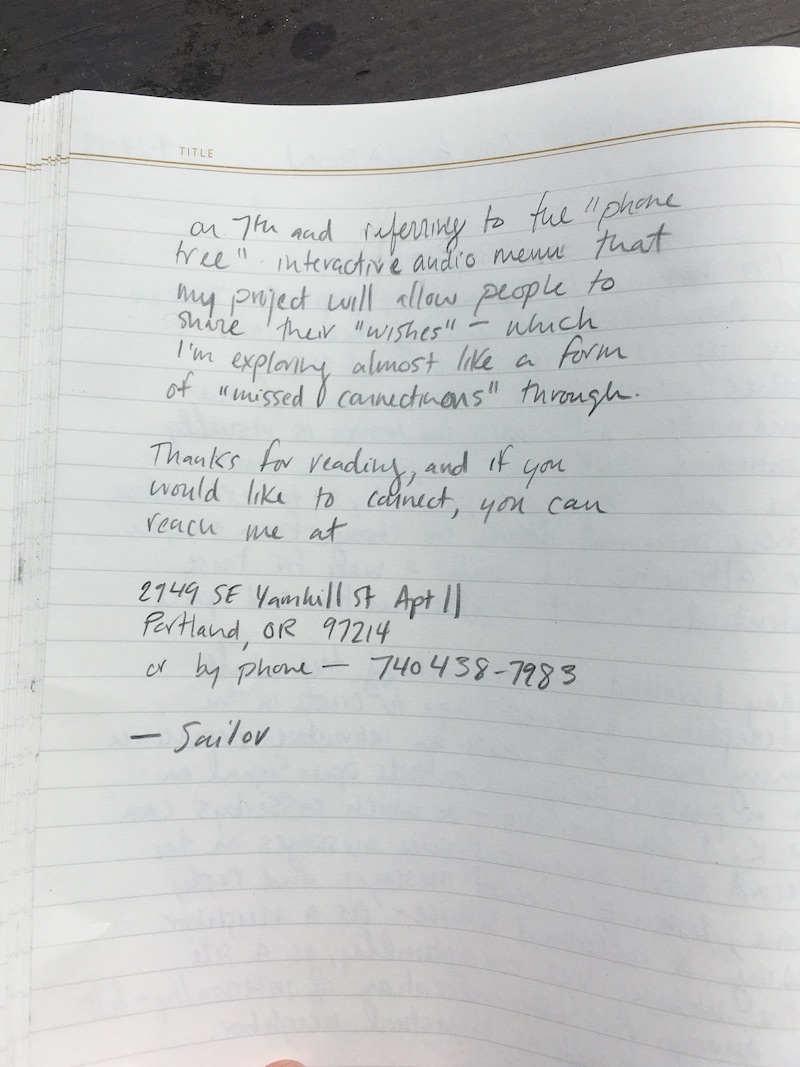 TITLE
on 7th and referring to the "phone
tree" interactive audio menu that
my project will allow people to
share their "wishes" — which
I'm exploring almost like a form
of "missed connections" through.
Thanks for reading, and if you
would like to connect, you can
reach me at
2949 SE Yamhill St Apt 11
Portland, OR 97214
or by phone — 740 438-7983
— Sailor